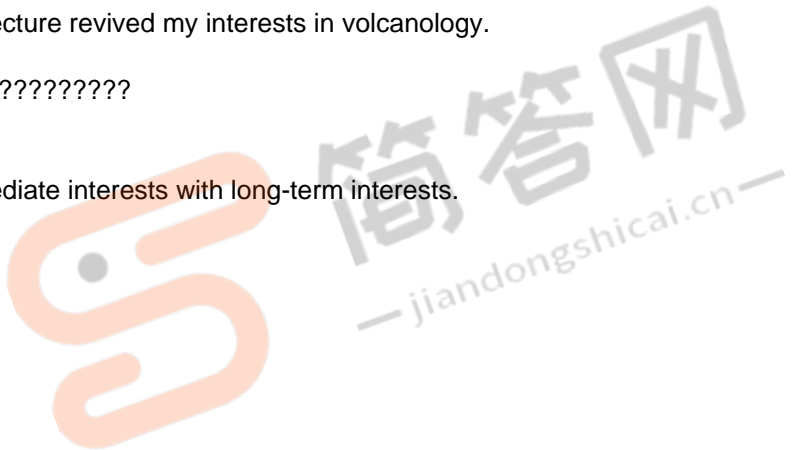 ecture revived my interests in volcanology.
?????????
ediate interests with long-term interests.
简答网
jiandongshicai.cn